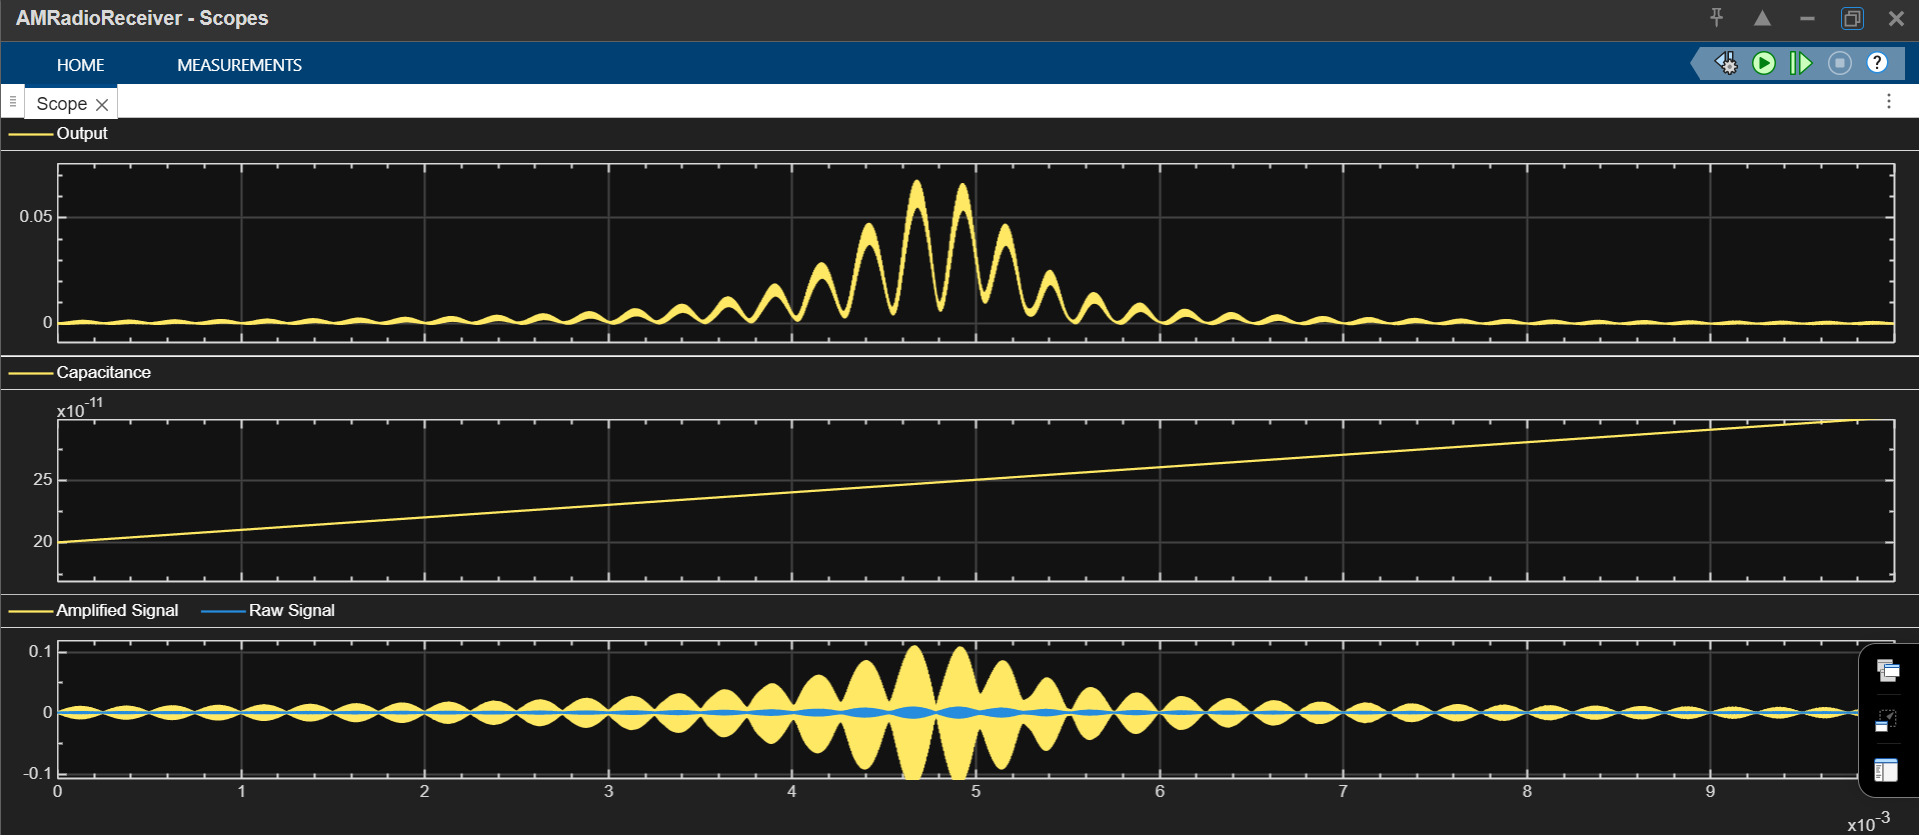 AMRadioReceiver - Scopes
HOME MEASUREMENTS ?
Scope
Output
0.05
0
Capacitance
x10-11
25
20
Amplified Signal Raw Signal
0.1
0
-0.1
0 1 2 3 4 5 6 7 8 9
x10-3